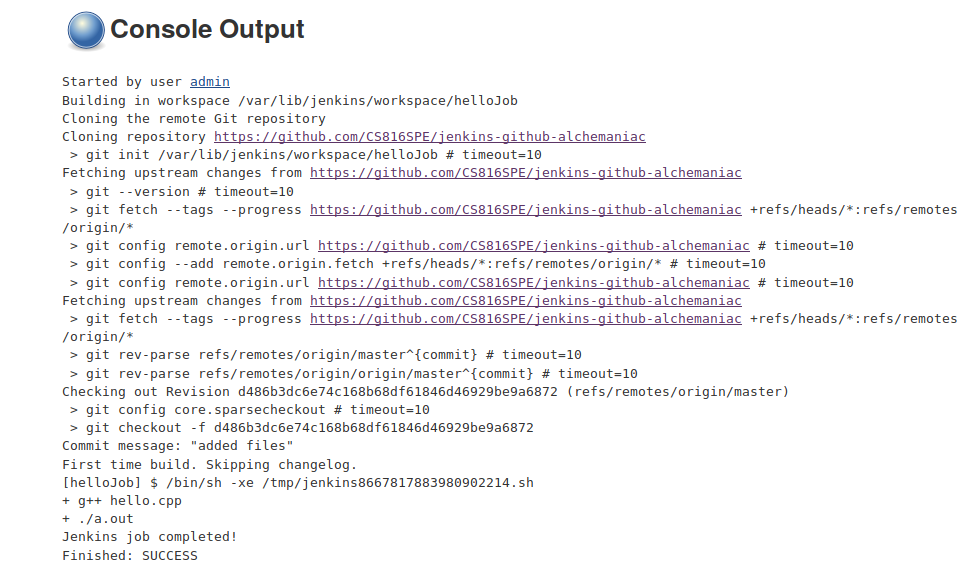 Console Output
Started by user admin
Building in workspace /var/lib/jenkins/workspace/helloJob
Cloning the remote Git repository
Cloning repository https://github.com/CS816SPE/jenkins-github-alchemaniac
 > git init /var/lib/jenkins/workspace/helloJob # timeout=10
Fetching upstream changes from https://github.com/CS816SPE/jenkins-github-alchemaniac
 > git --version # timeout=10
 > git fetch --tags --progress https://github.com/CS816SPE/jenkins-github-alchemaniac +refs/heads/*:refs/remotes
/origin/*
 > git config remote.origin.url https://github.com/CS816SPE/jenkins-github-alchemaniac # timeout=10
 > git config --add remote.origin.fetch +refs/heads/*:refs/remotes/origin/* # timeout=10
 > git config remote.origin.url https://github.com/CS816SPE/jenkins-github-alchemaniac # timeout=10
Fetching upstream changes from https://github.com/CS816SPE/jenkins-github-alchemaniac
 > git fetch --tags --progress https://github.com/CS816SPE/jenkins-github-alchemaniac +refs/heads/*:refs/remotes
/origin/*
 > git rev-parse refs/remotes/origin/master^{commit} # timeout=10
 > git rev-parse refs/remotes/origin/origin/master^{commit} # timeout=10
Checking out Revision d486b3dc6e74c168b68df61846d46929be9a6872 (refs/remotes/origin/master)
 > git config core.sparsecheckout # timeout=10
 > git checkout -f d486b3dc6e74c168b68df61846d46929be9a6872
Commit message: "added files"
First time build. Skipping changelog.
[helloJob] $ /bin/sh -xe /tmp/jenkins8667817883980902214.sh
+ g++ hello.cpp
+ ./a.out
Jenkins job completed!
Finished: SUCCESS